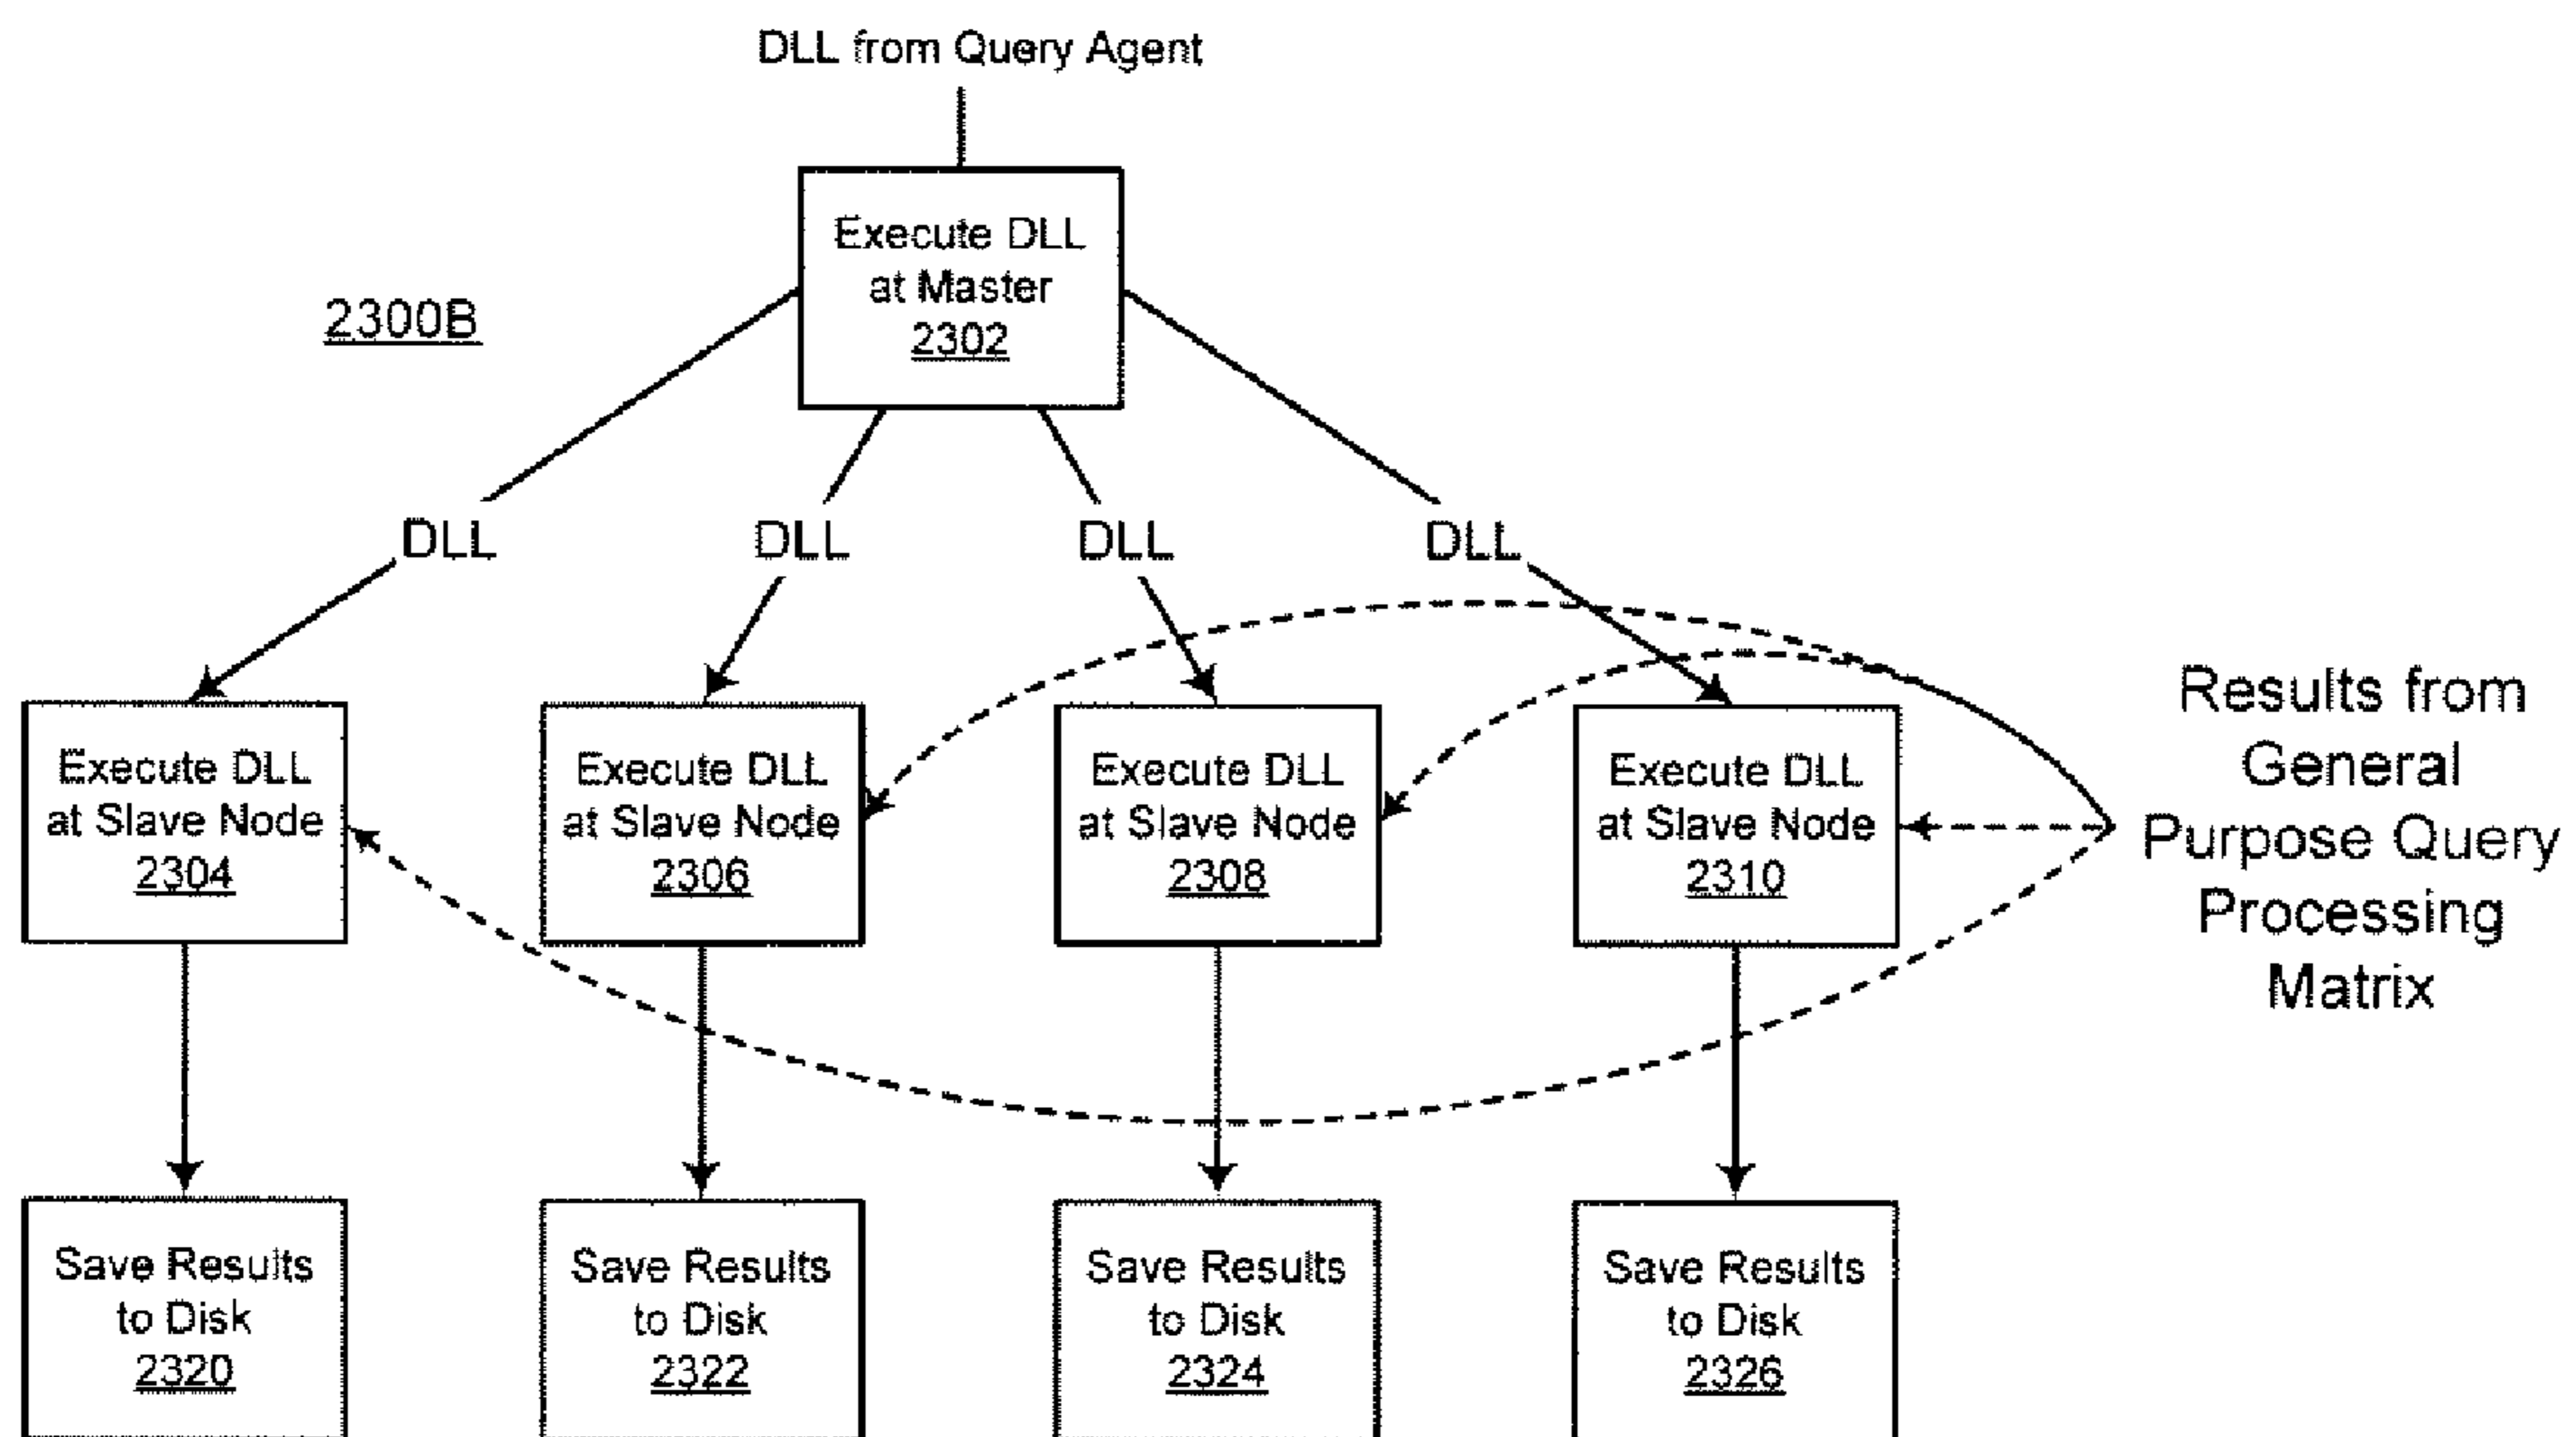 DLL from Query Agent
Execute DLL
at Master
2302
2300B
DLL
DLL
DLL
DLL
Execute DLL
at Slave Node
2304
Execute DLL
at Slave Node
2306
Execute DLL
at Slave Node
2308
Execute DLL
at Slave Node
2310
Results from
General
Purpose Query
Processing
Matrix
Save Results
to Disk
2320
Save Results
to Disk
2322
Save Results
to Disk
2324
Save Results
to Disk
2326